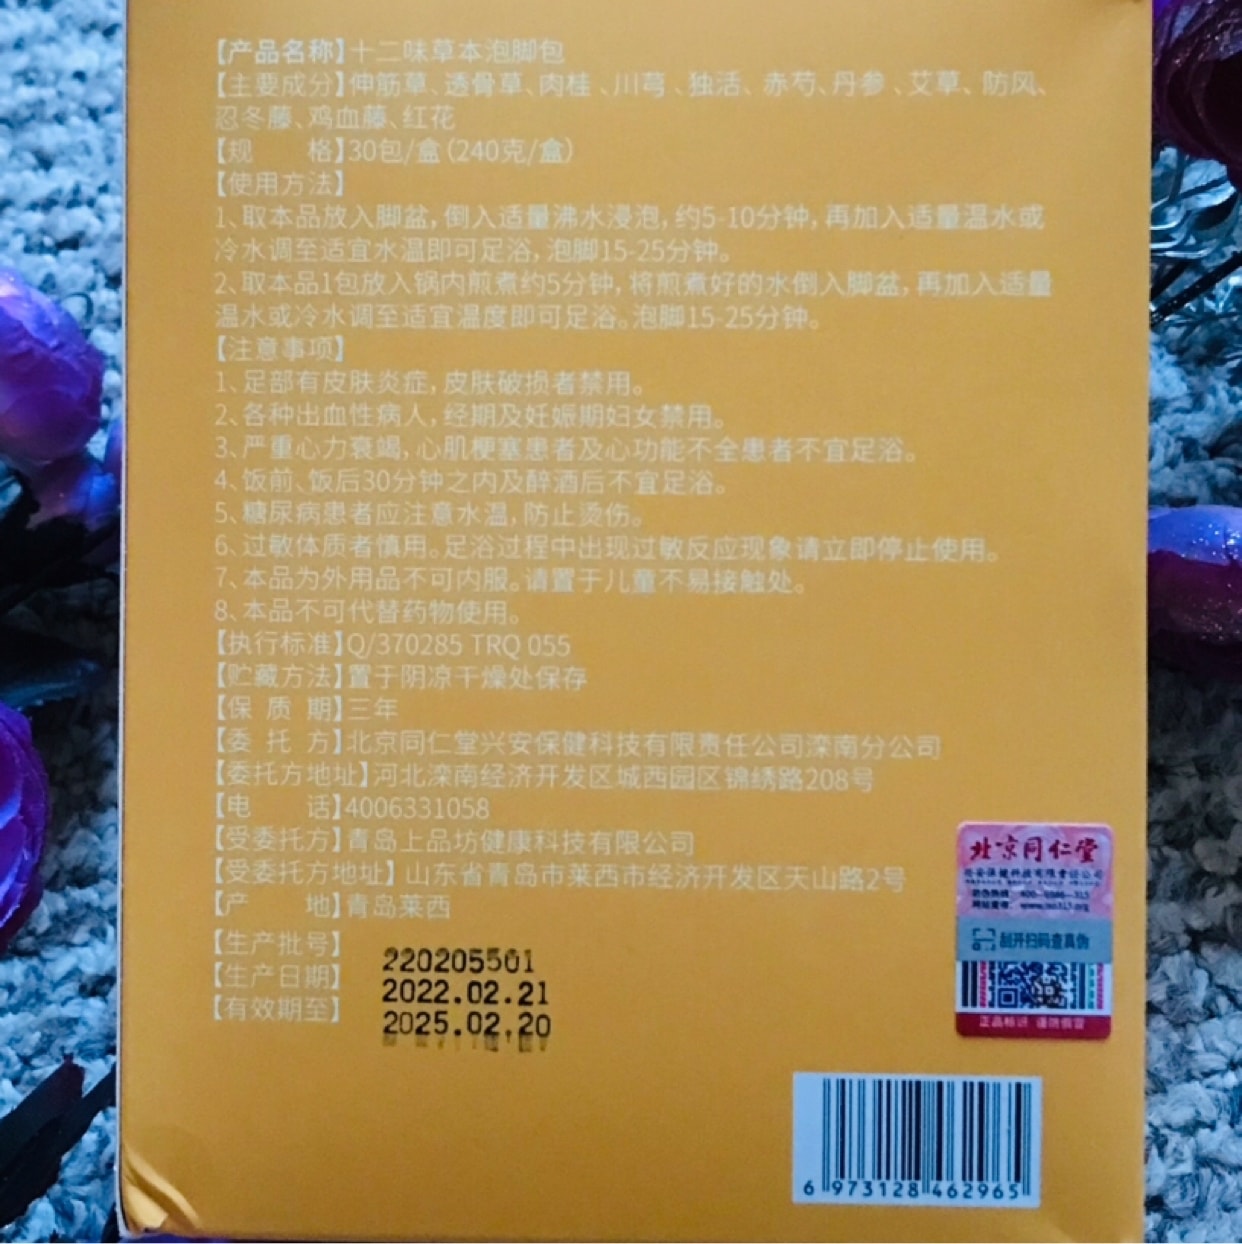 【产品名称】十二味草本泡脚包
【主要成分】伸筋草、透骨草、肉桂、川芎、独活、赤芍、丹参、艾草、防风、
忍冬藤、鸡血藤、红花
【规 格】30包/盒(240克/盒)
【使用方法】
1、取本品放入脚盆,倒入适量沸水浸泡,约5-10分钟,再加入适量温水或
冷水调至适宜水温即可足浴,泡脚15-25分钟。
2、取本品1包放入锅内煎煮约5分钟,将煎煮好的水倒入脚盆,再加入适量
温水或冷水调至适宜温度即可足浴。泡脚15-25分钟。
【注意事项】
1、足部有皮肤炎症,皮肤破损者禁用。
2、各种出血性病人,经期及妊娠期妇女禁用。
3、严重心力衰竭,心肌梗塞患者及心功能不全患者不宜足浴。
4、饭前、饭后30分钟之内及醉酒后不宜足浴。
5、糖尿病患者应注意水温,防止烫伤。
6、过敏体质者慎用。足浴过程中出现过敏反应现象请立即停止使用。
7、本品为外用品不可内服。请置于儿童不易接触处。
8、本品不可代替药物使用。
【执行标准】Q/370285 TRQ 055
【贮藏方法】置于阴凉干燥处保存
【保 质 期】三年
【委 托 方】北京同仁堂兴安保健科技有限责任公司滦南分公司
【委托方地址】河北滦南经济开发区城西园区锦绣路208号
【电 话】4006331058
【受委托方】青岛上品坊健康科技有限公司
【受委托方地址】山东省青岛市莱西市经济开发区天山路2号
【产 地】青岛莱西
【生产批号】 220205501
【生产日期】 2022.02.21
【有效期至】 2025.02.20
北京同仁堂
兴安保健科技有限责任公司
刮开扫码查真伪
正品标识 谨防假冒
6 973128 462965